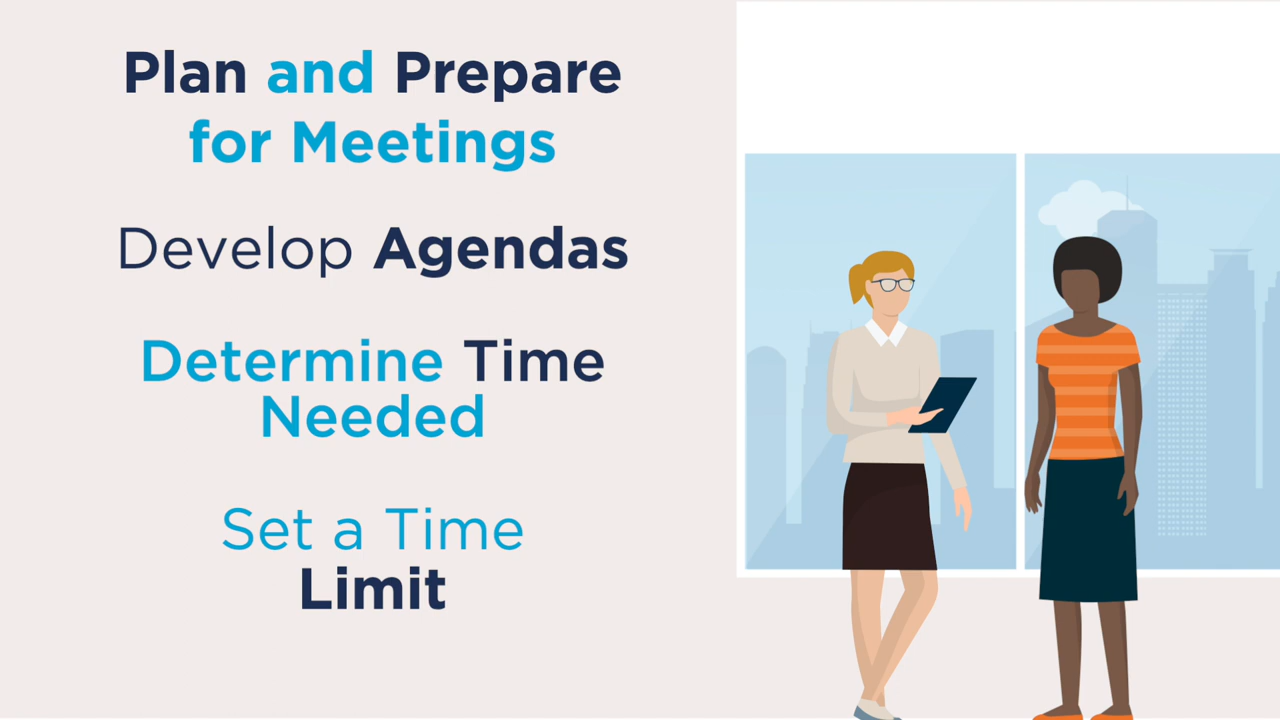 Plan and Prepare
for Meetings
Develop Agendas
Determine Time
Needed
Set a Time
Limit